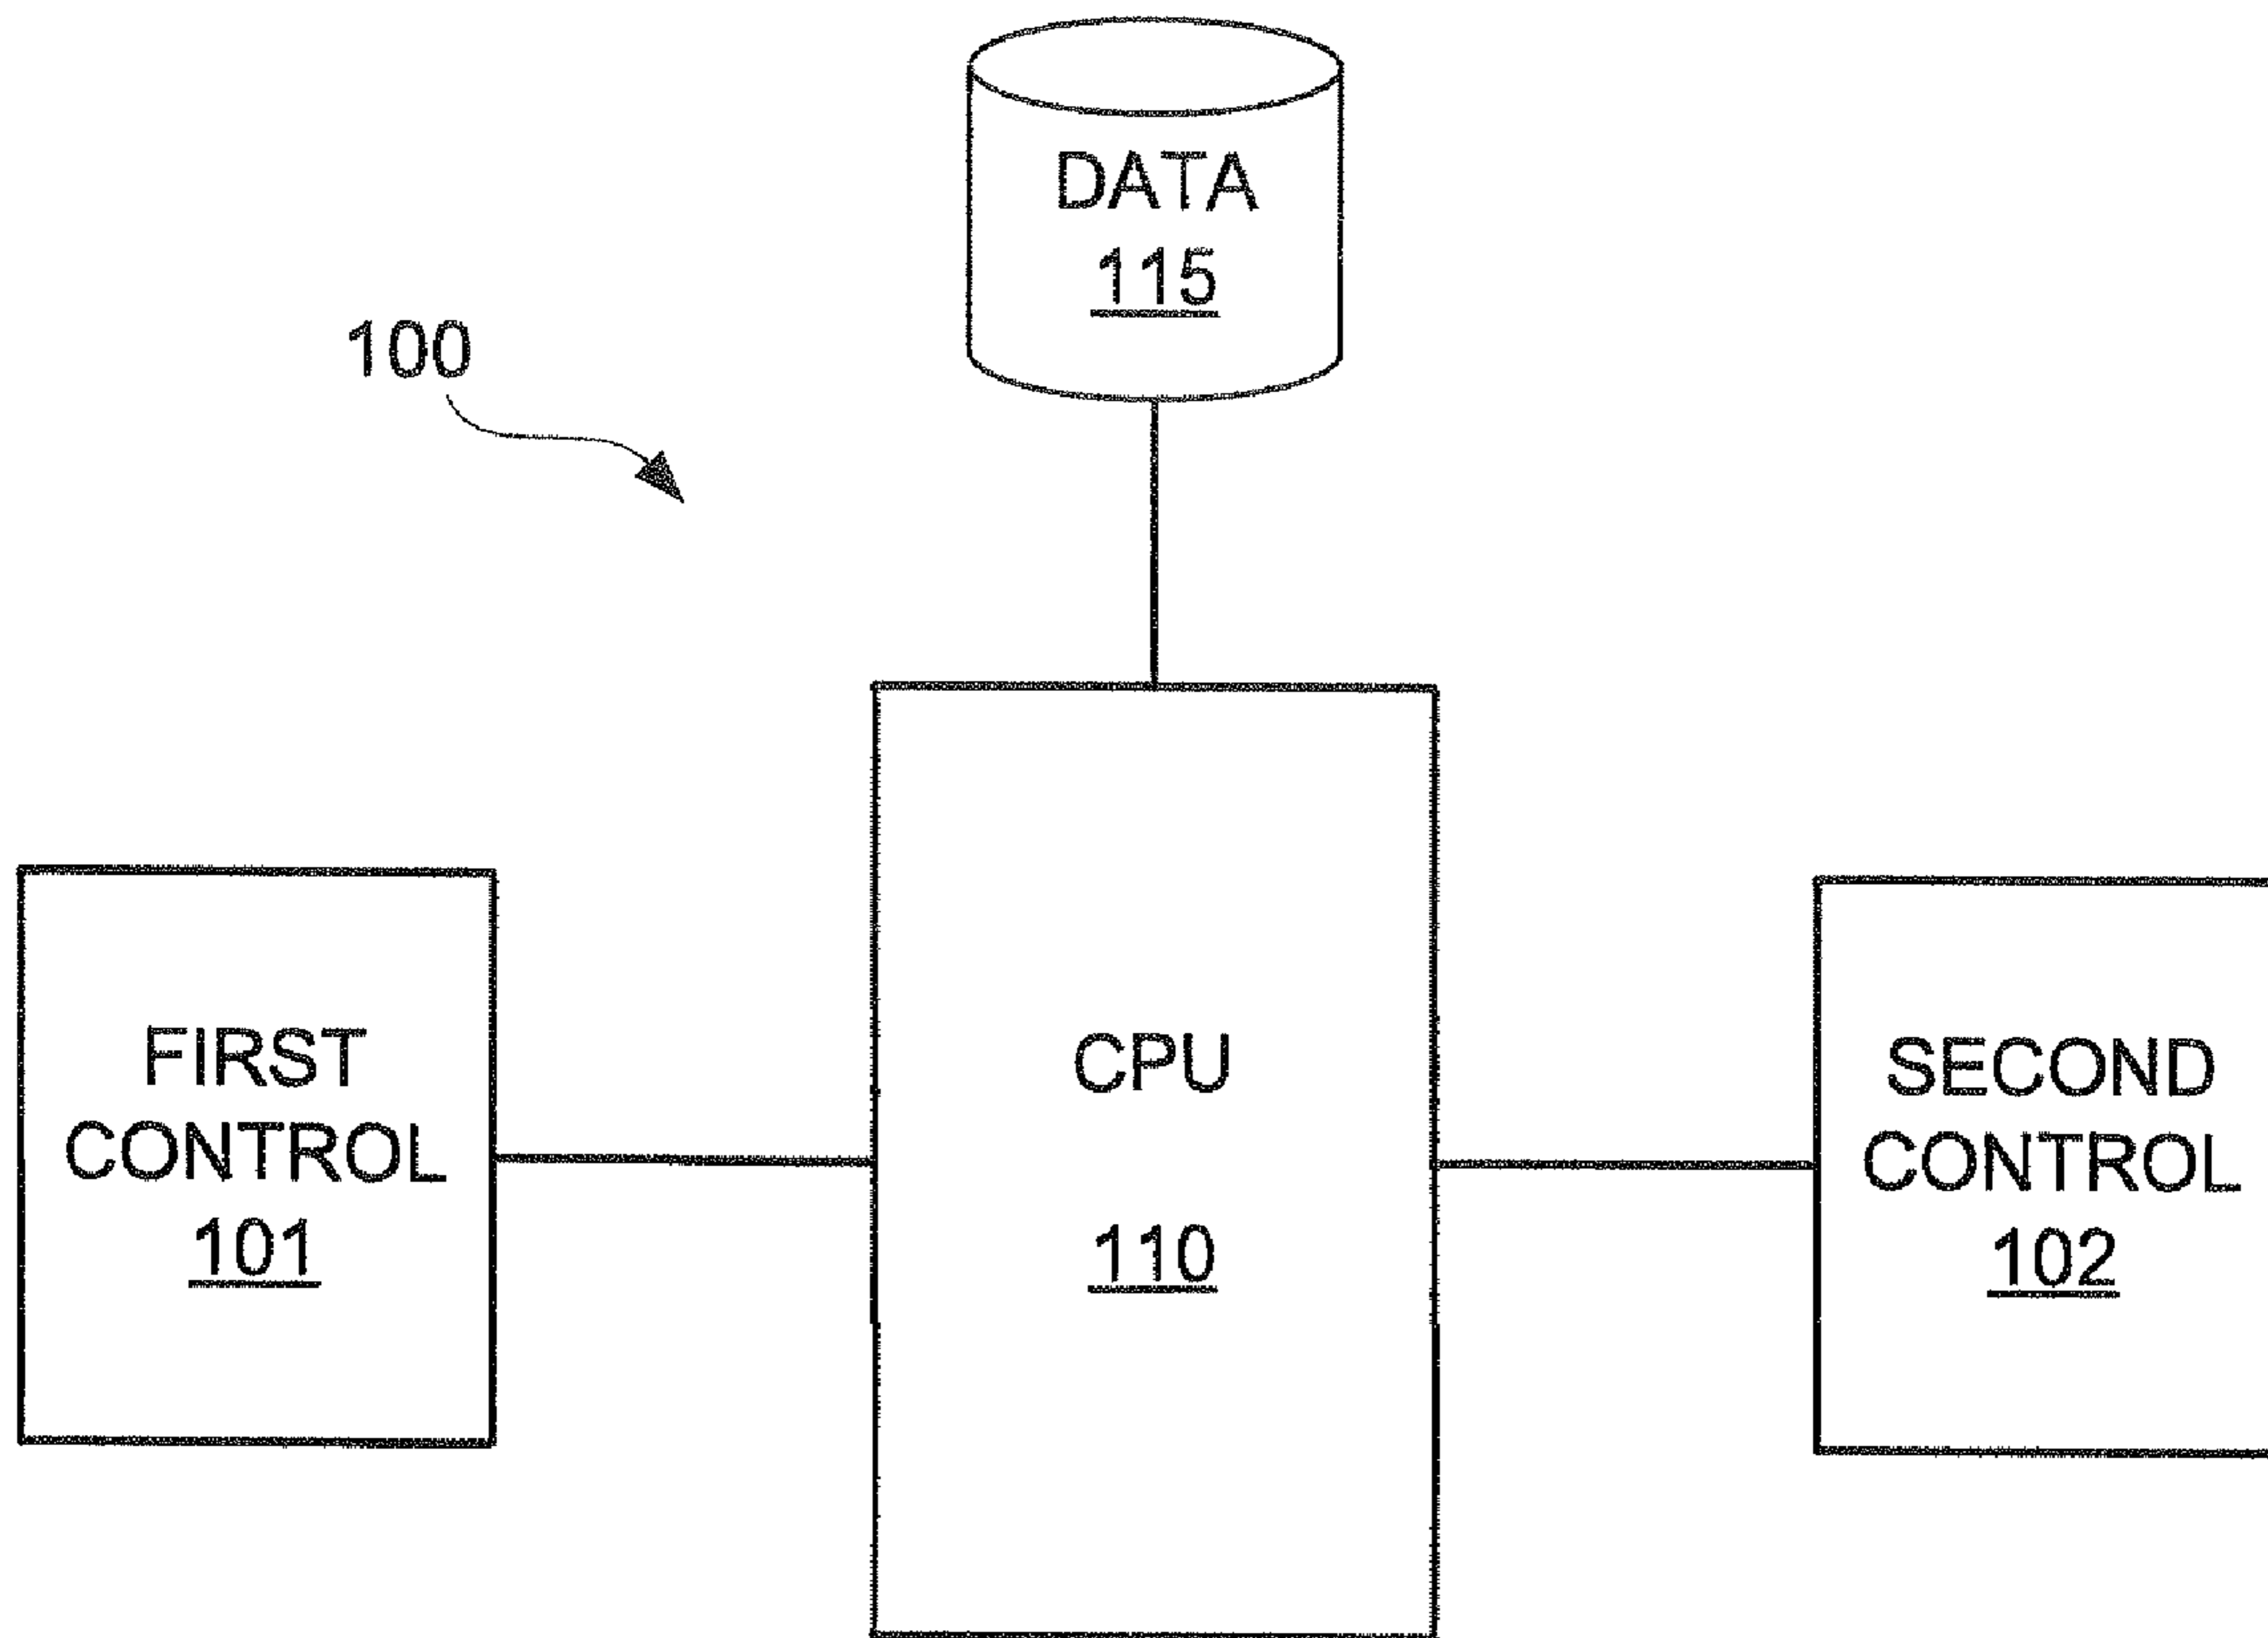 DATA
115
100
FIRST
CONTROL
101
CPU
110
SECOND
CONTROL
102